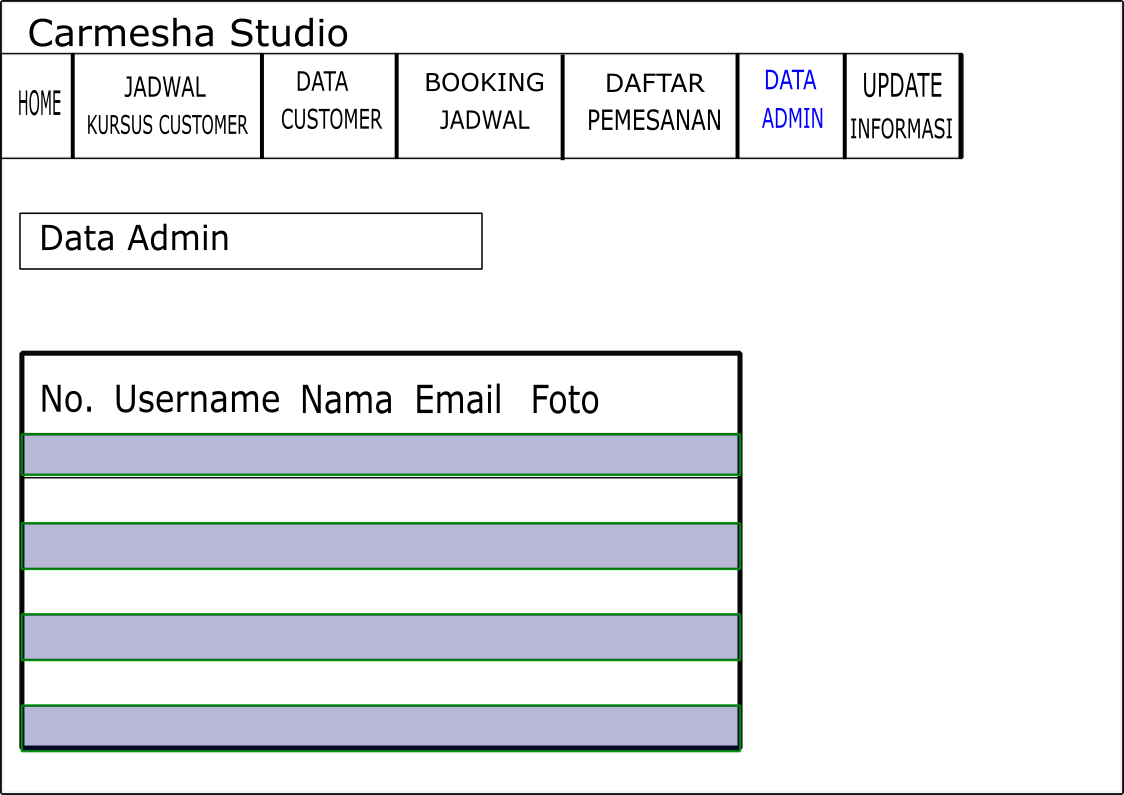 Carmesha Studio
HOME
JADWAL
KURSUS CUSTOMER
DATA
CUSTOMER
BOOKING
JADWAL
DAFTAR
PEMESANAN
DATA
ADMIN
UPDATE
INFORMASI
Data Admin
No. Username Nama Email Foto